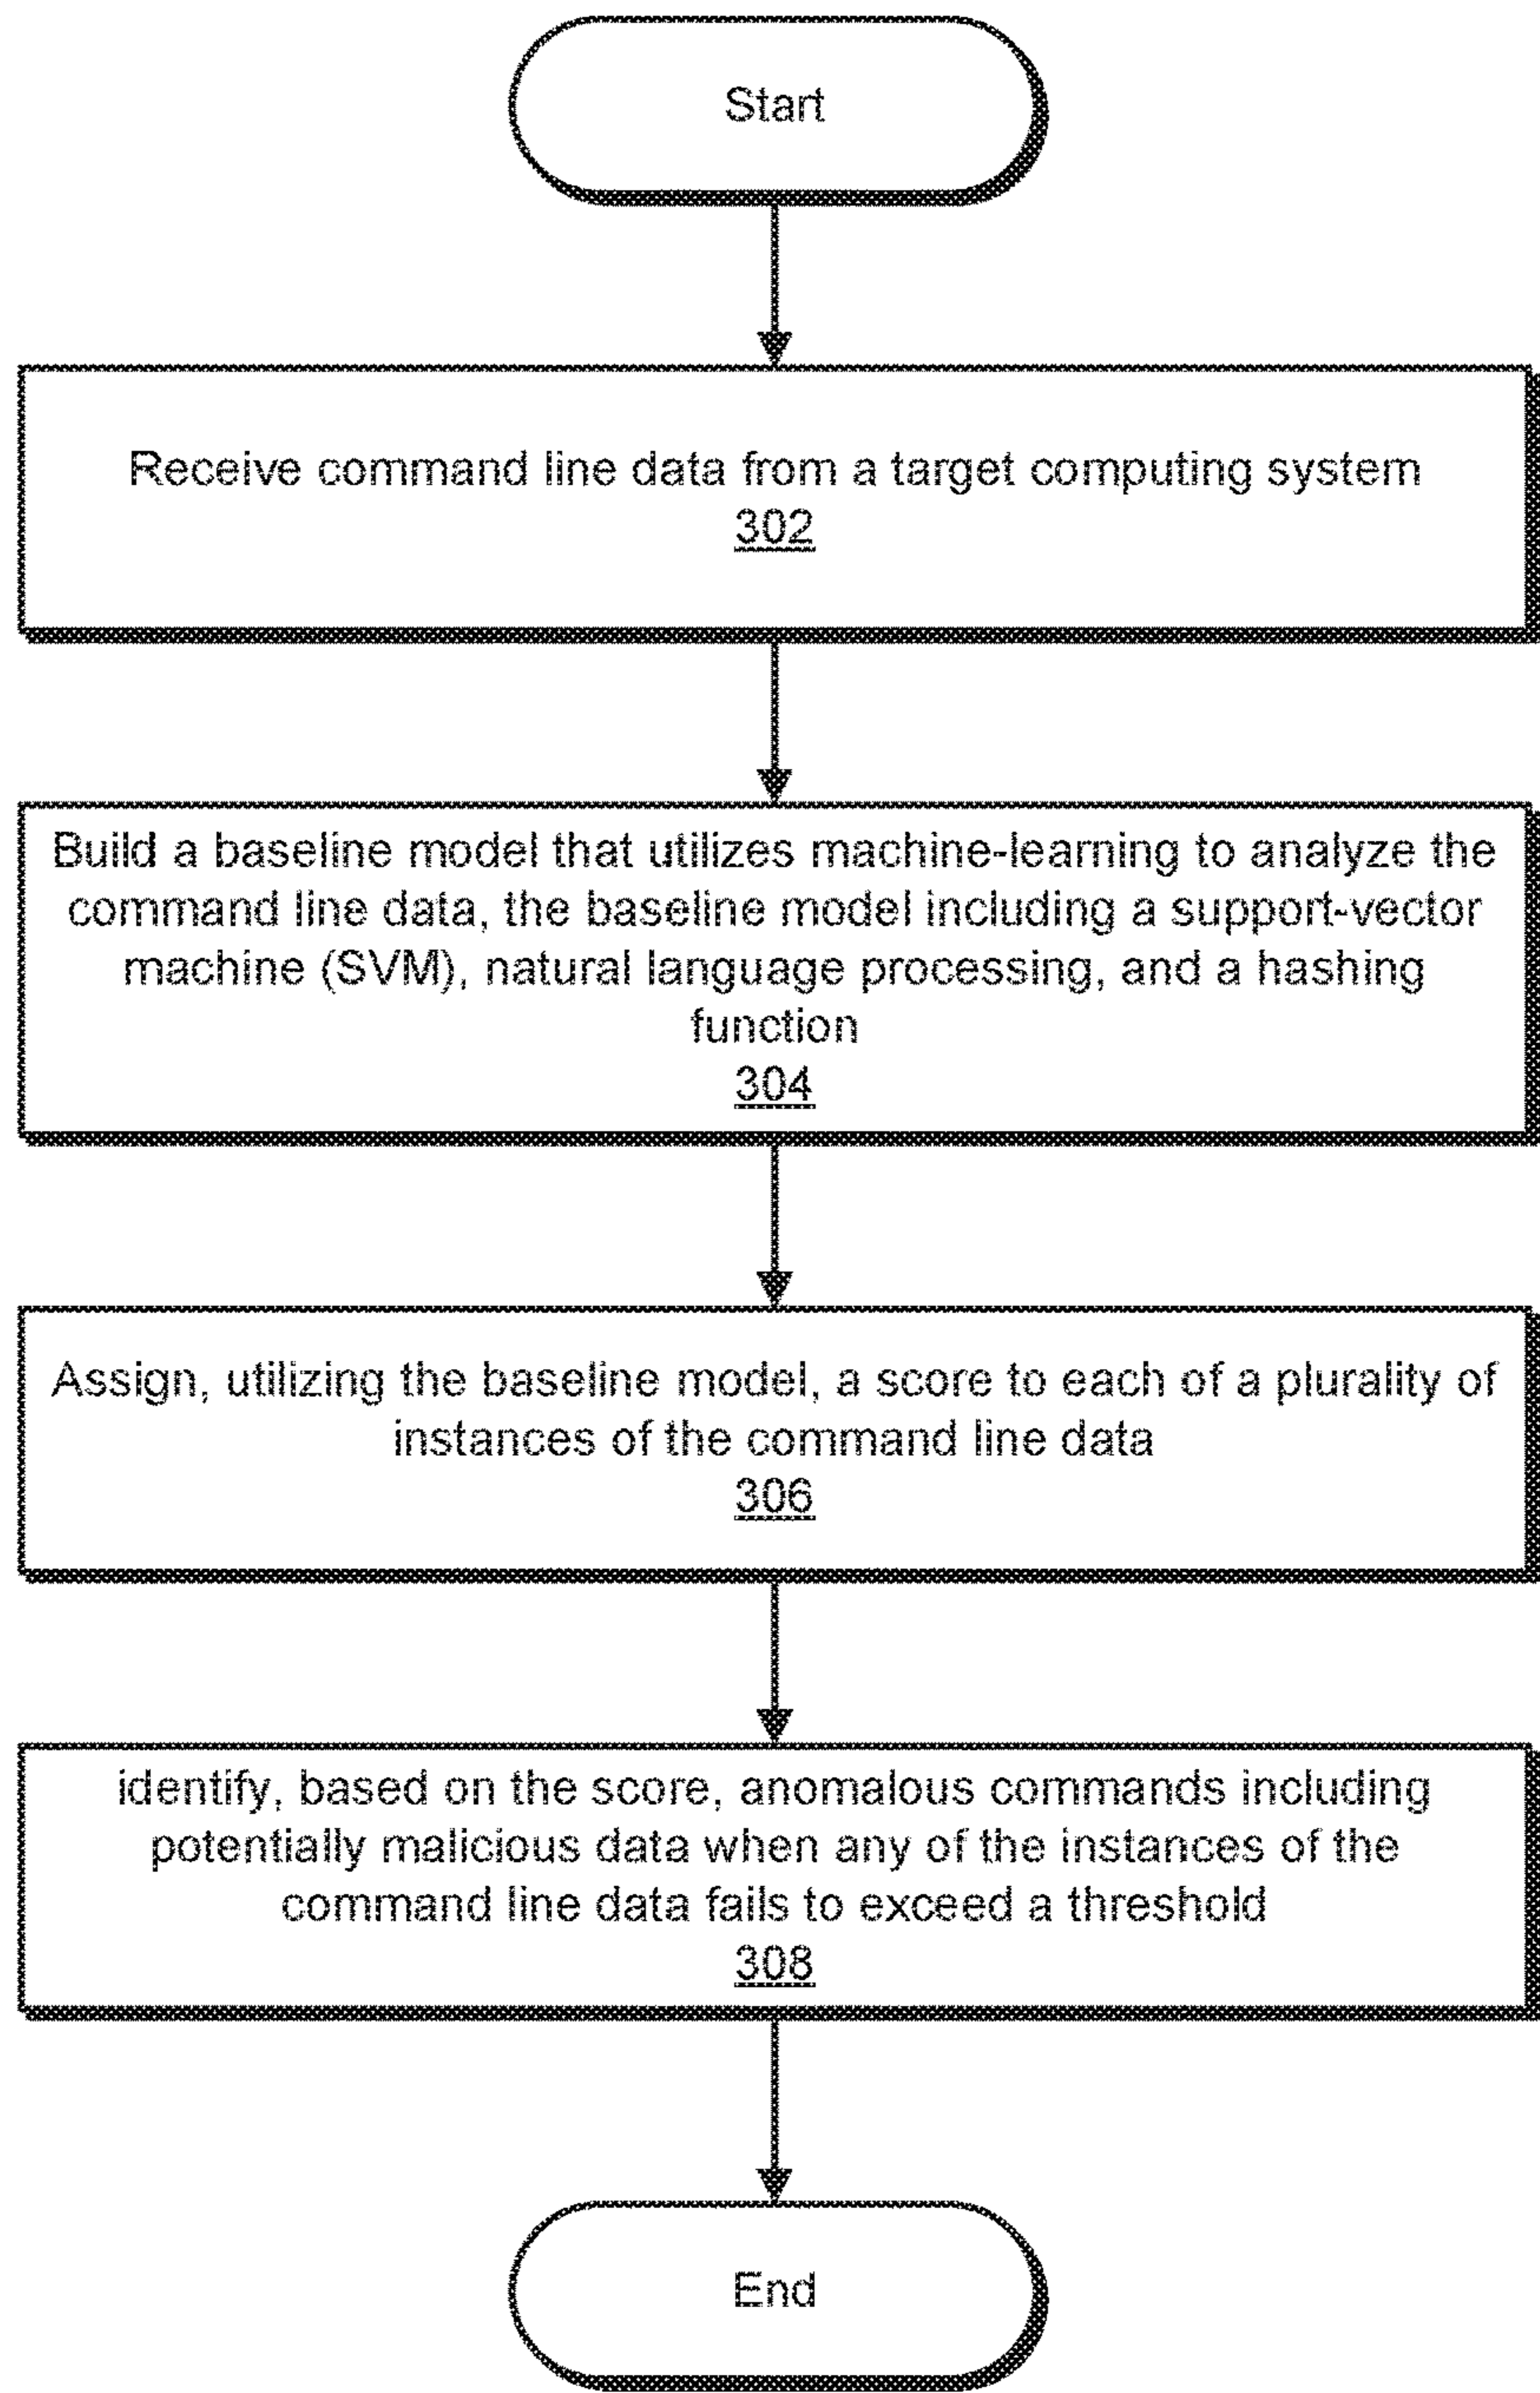 Start
Receive command line data from a target computing system
302
Build a baseline model that utilizes machine-learning to analyze the
command line data, the baseline model including a support-vector
machine (SVM), natural language processing, and a hashing
function
304
Assign, utilizing the baseline model, a score to each of a plurality of
instances of the command line data
306
identify, based on the score, anomalous commands including
potentially malicious data when any of the instances of the
command line data fails to exceed a threshold
308
End